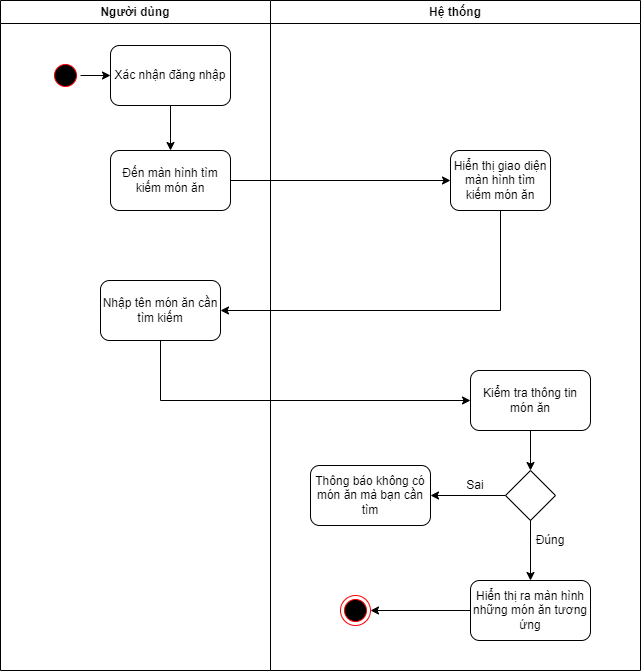 Người dùng
Hệ thống
Xác nhận đăng nhập
Đến màn hình tìm
kiếm món ăn
Hiển thị giao diện
màn hình tìm
kiếm món ăn
Nhập tên món ăn cần
tìm kiếm
Kiểm tra thông tin
món ăn
Sai
Thông báo không có
món ăn mà bạn cần
tìm
Đúng
Hiển thị ra màn hình
những món ăn tương
ứng